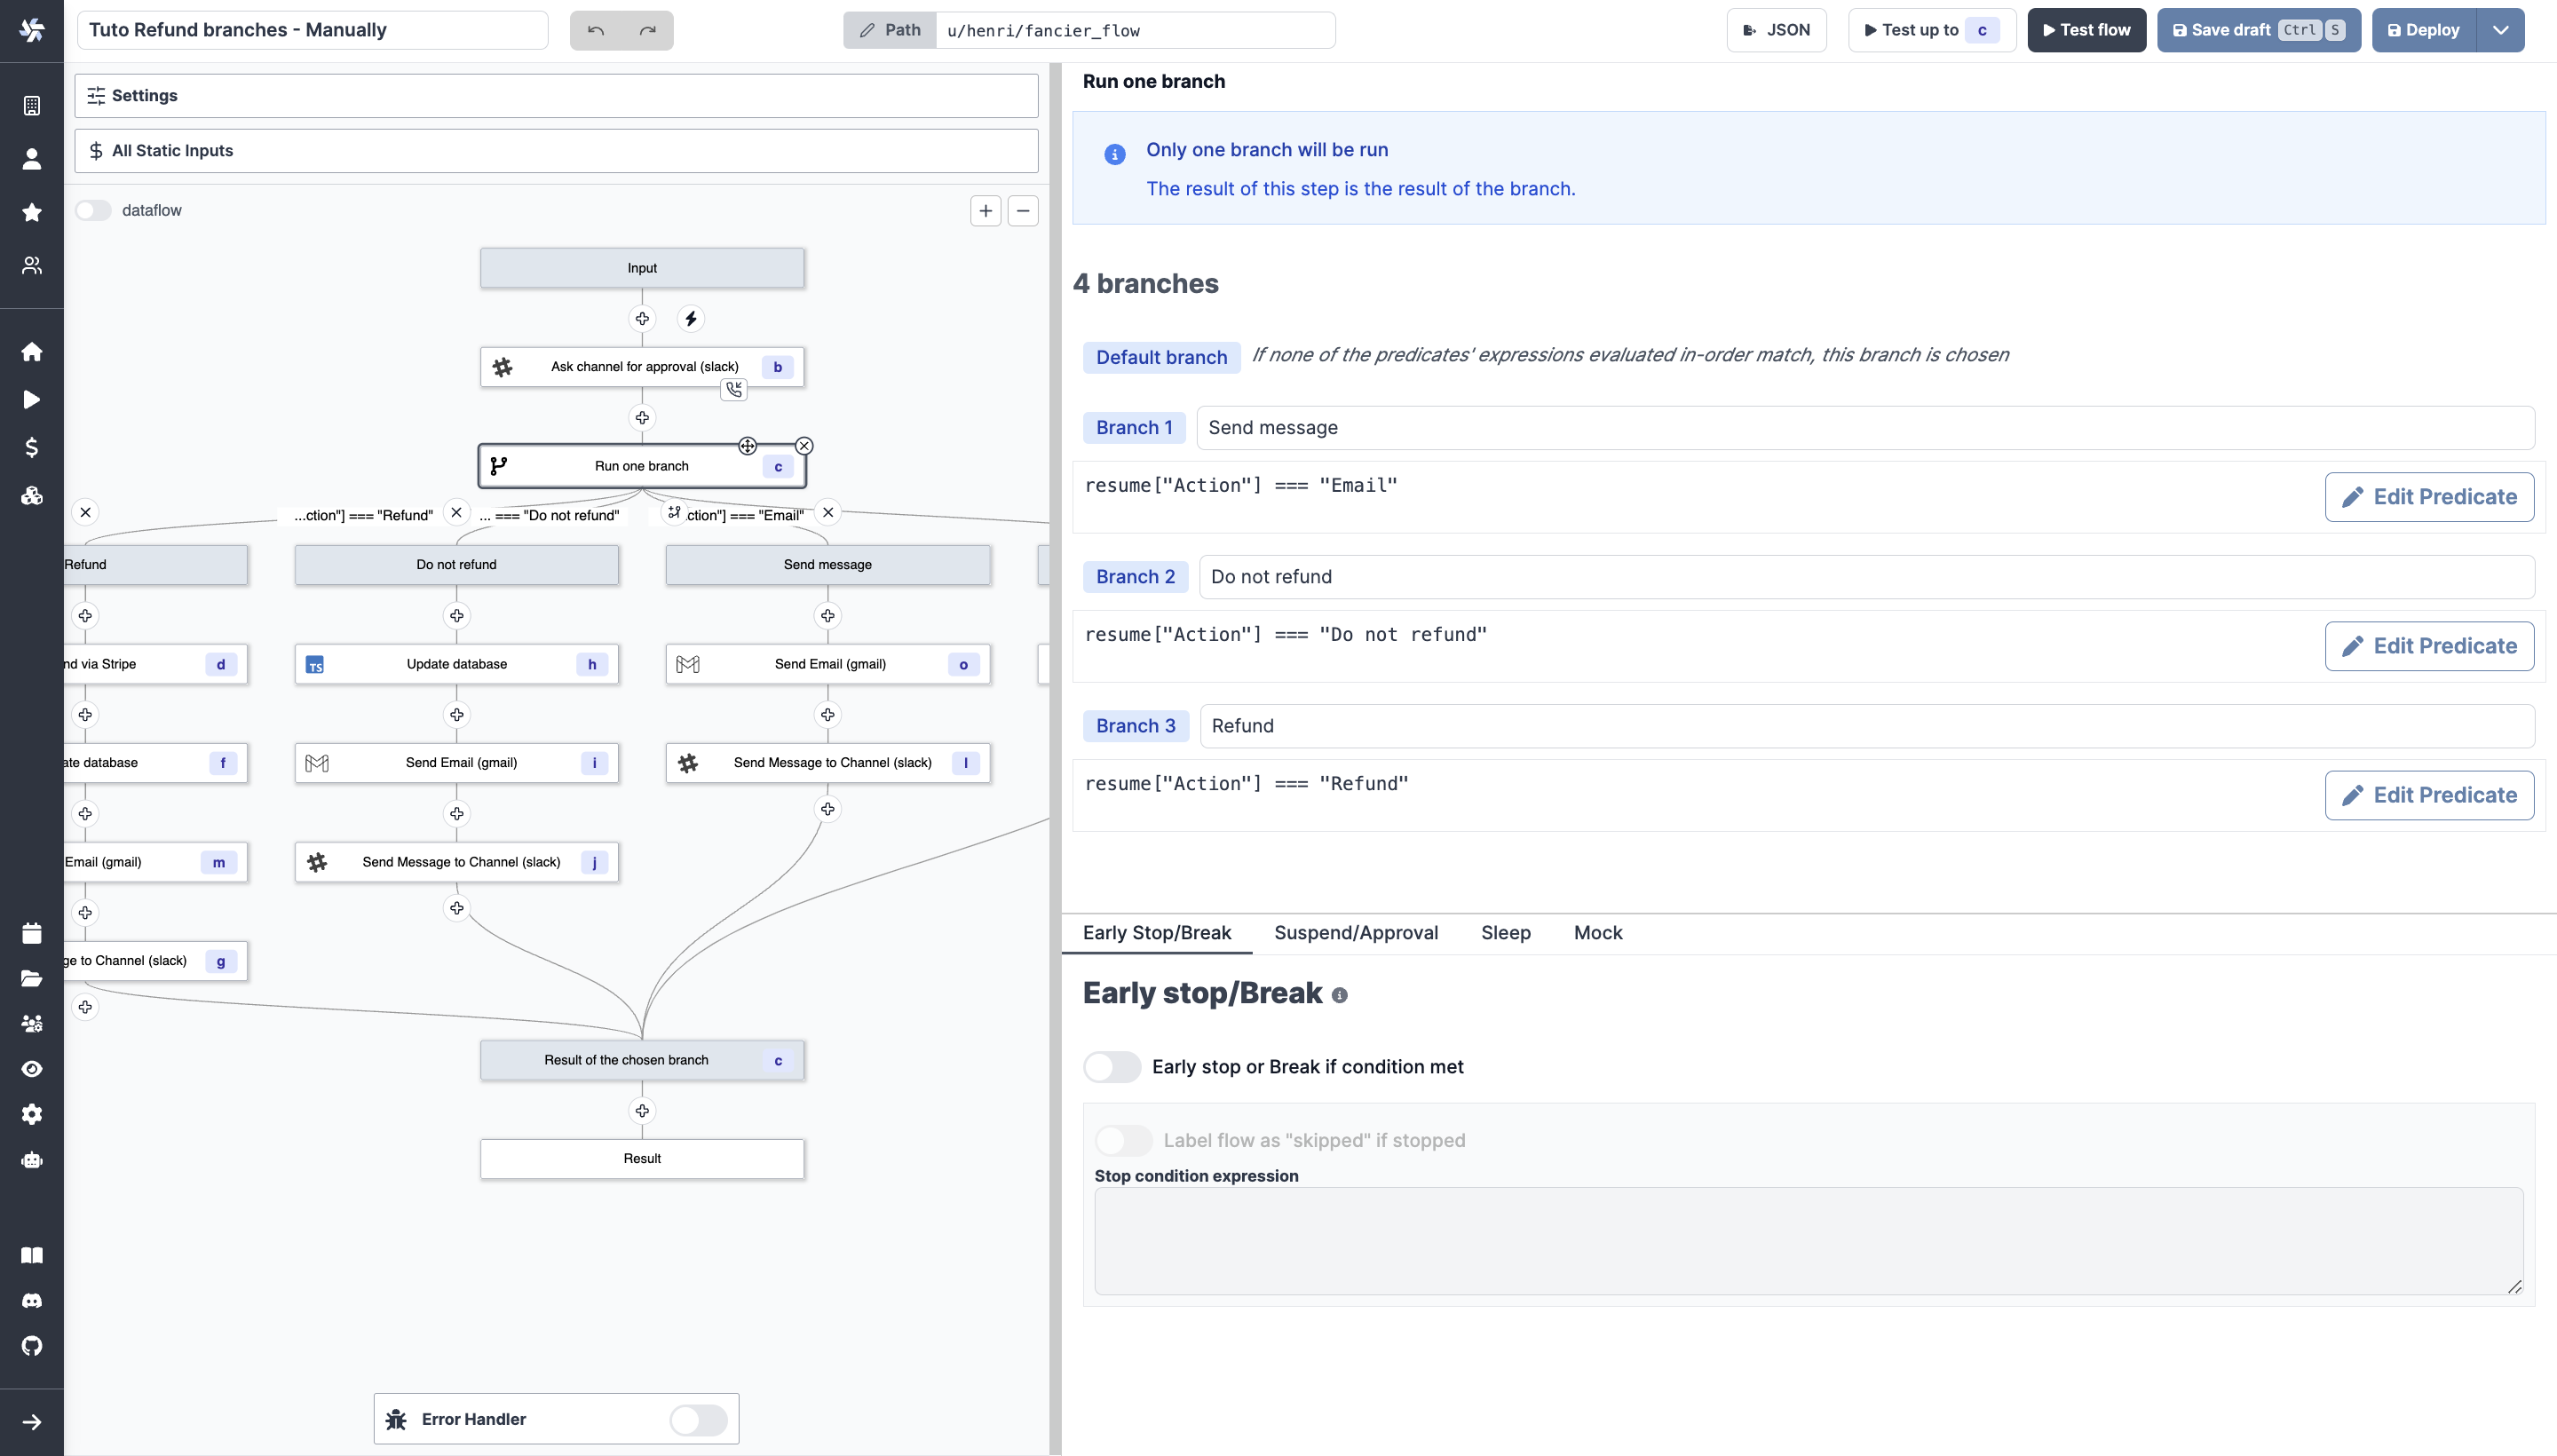 Tuto Refund branches - Manually
Path
u/henri/fancier_flow
JSON
Test up to c
Test flow
Save draft Ctrl S
Deploy
Settings
All Static Inputs
dataflow
Input
Ask channel for approval (slack) b
Run one branch c
...ction"] === "Refund"
... === "Do not refund"
ction"] === "Email"
Refund
Do not refund
Send message
nd via Stripe d
TS Update database h
Send Email (gmail) o
ate database f
Send Email (gmail) i
Send Message to Channel (slack) l
Email (gmail) m
Send Message to Channel (slack) j
ge to Channel (slack) g
Result of the chosen branch c
Result
Error Handler
Run one branch
Only one branch will be run
The result of this step is the result of the branch.
4 branches
Default branch If none of the predicates' expressions evaluated in-order match, this branch is chosen
Branch 1 Send message
resume["Action"] === "Email"
Edit Predicate
Branch 2 Do not refund
resume["Action"] === "Do not refund"
Edit Predicate
Branch 3 Refund
resume["Action"] === "Refund"
Edit Predicate
Early Stop/Break Suspend/Approval Sleep Mock
Early stop/Break
Early stop or Break if condition met
Label flow as "skipped" if stopped
Stop condition expression